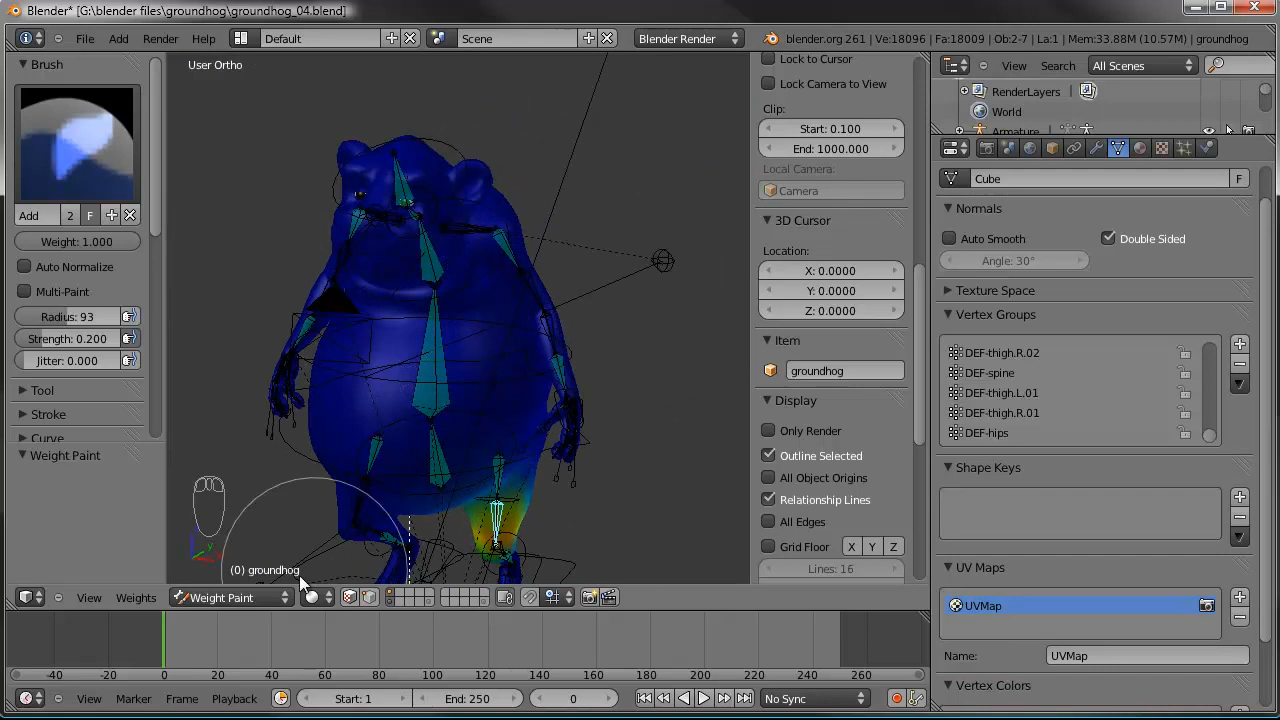 Blender* [G:\blender files\groundhog\groundhog_04.blend]
File Add Render Help Default Scene Blender Render blender.org 261 | Ve:18096 | Fa:18009 | Ob:2-7 | La:1 | Mem:33.88M (10.57M) | groundhog
Brush
Add 2 F
Weight: 1.000
Auto Normalize
Multi-Paint
Radius: 93
Strength: 0.200
Jitter: 0.000
Tool
Stroke
Curve
Weight Paint
User Ortho
(0) groundhog
Lock to Cursor
Lock Camera to View
Clip:
Start: 0.100
End: 1000.000
Local Camera:
Camera
3D Cursor
Location:
X: 0.0000
Y: 0.0000
Z: 0.0000
Item
groundhog
Display
Only Render
Outline Selected
All Object Origins
Relationship Lines
All Edges
Grid Floor X Y Z
Lines: 16
View Search All Scenes
RenderLayers |
World
Armature
Cube F
Normals
Auto Smooth Double Sided
Angle: 30°
Texture Space
Vertex Groups
DEF-thigh.R.02
DEF-spine
DEF-thigh.L.01
DEF-thigh.R.01
DEF-hips
Shape Keys
UV Maps
UVMap
Name: UVMap
Vertex Colors
View Weights Weight Paint
-40 -20 0 20 40 60 80 100 120 140 160 180 200 220 240 260
View Marker Frame Playback Start: 1 End: 250 0 No Sync